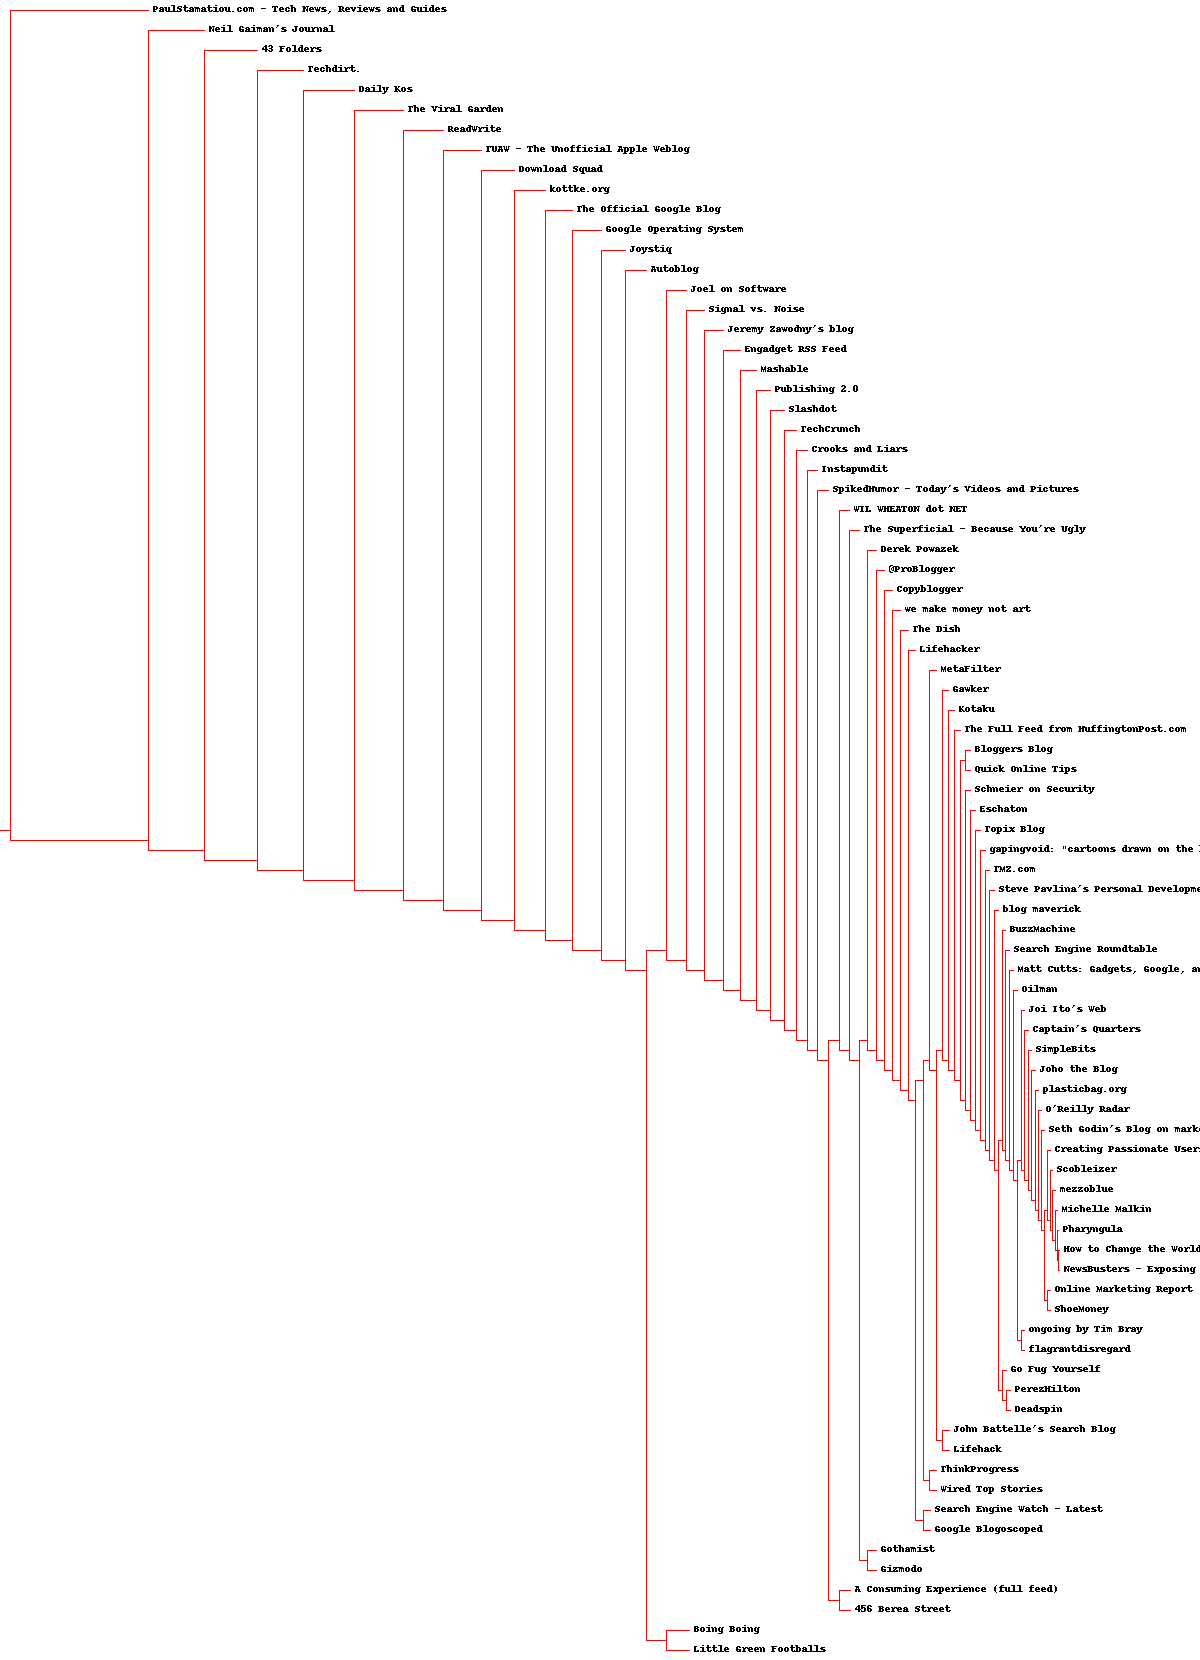 PaulStamatiou.com - Tech News, Reviews and Guides
Neil Gaiman's Journal
43 Folders
Techdirt.
Daily Kos
The Viral Garden
ReadWrite
TUAW - The Unofficial Apple Weblog
Download Squad
kottke.org
The Official Google Blog
Google Operating System
Joystiq
Autoblog
Joel on Software
Signal vs. Noise
Jeremy Zawodny's blog
Engadget RSS Feed
Mashable
Publishing 2.0
Slashdot
TechCrunch
Crooks and Liars
Instapundit
SpikedHumor - Today's Videos and Pictures
WIL WHEATON dot NET
The Superficial - Because You're Ugly
Derek Powazek
@ProBlogger
Copyblogger
we make money not art
The Dish
Lifehacker
MetaFilter
Gawker
Kotaku
The Full Feed from HuffingtonPost.com
Bloggers Blog
Quick Online Tips
Schneier on Security
Eschaton
Topix Blog
gapingvoid: "cartoons drawn on the
TMZ.com
Steve Pavlina's Personal Developme
blog maverick
BuzzMachine
Search Engine Roundtable
Matt Cutts: Gadgets, Google, an
Oilman
Joi Ito's Web
Captain's Quarters
SimpleBits
Joho the Blog
plasticbag.org
O'Reilly Radar
Seth Godin's Blog on marke
Creating Passionate Users
Scobleizer
mezzoblue
Michelle Malkin
Pharyngula
How to Change the World
NewsBusters - Exposing
Online Marketing Report
ShoeMoney
ongoing by Tim Bray
flagrantdisregard
Go Fug Yourself
PerezHilton
Deadspin
John Battelle's Search Blog
Lifehack
ThinkProgress
Wired Top Stories
Search Engine Watch - Latest
Google Blogoscoped
Gothamist
Gizmodo
A Consuming Experience (full feed)
456 Berea Street
Boing Boing
Little Green Footballs